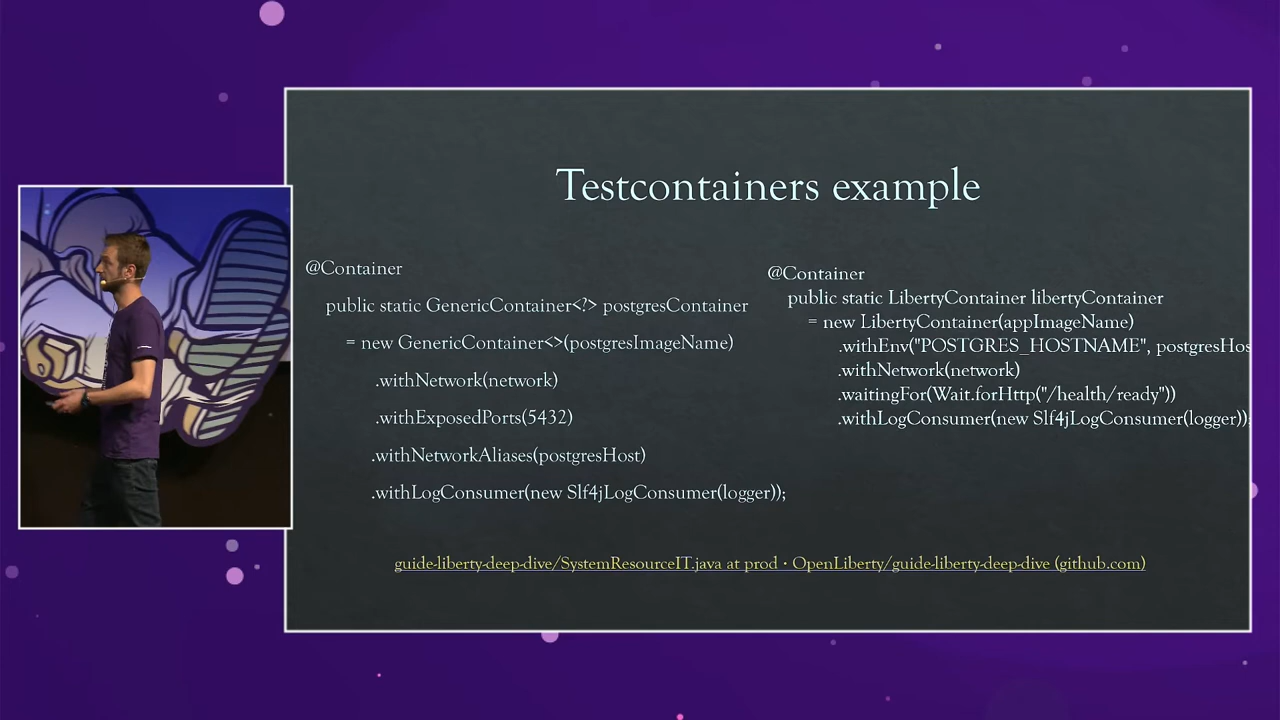 Testcontainers example
@Container
public static GenericContainer<?> postgresContainer
= new GenericContainer<>(postgresImageName)
.withNetwork(network)
.withExposedPorts(5432)
.withNetworkAliases(postgresHost)
.withLogConsumer(new Slf4jLogConsumer(logger));
@Container
public static LibertyContainer libertyContainer
= new LibertyContainer(appImageName)
.withEnv("POSTGRES_HOSTNAME", postgresHos
.withNetwork(network)
.waitingFor(Wait.forHttp("/health/ready"))
.withLogConsumer(new Slf4jLogConsumer(logger));
guide-liberty-deep-dive/SystemResourceIT.java at prod · OpenLiberty/guide-liberty-deep-dive (github.com)